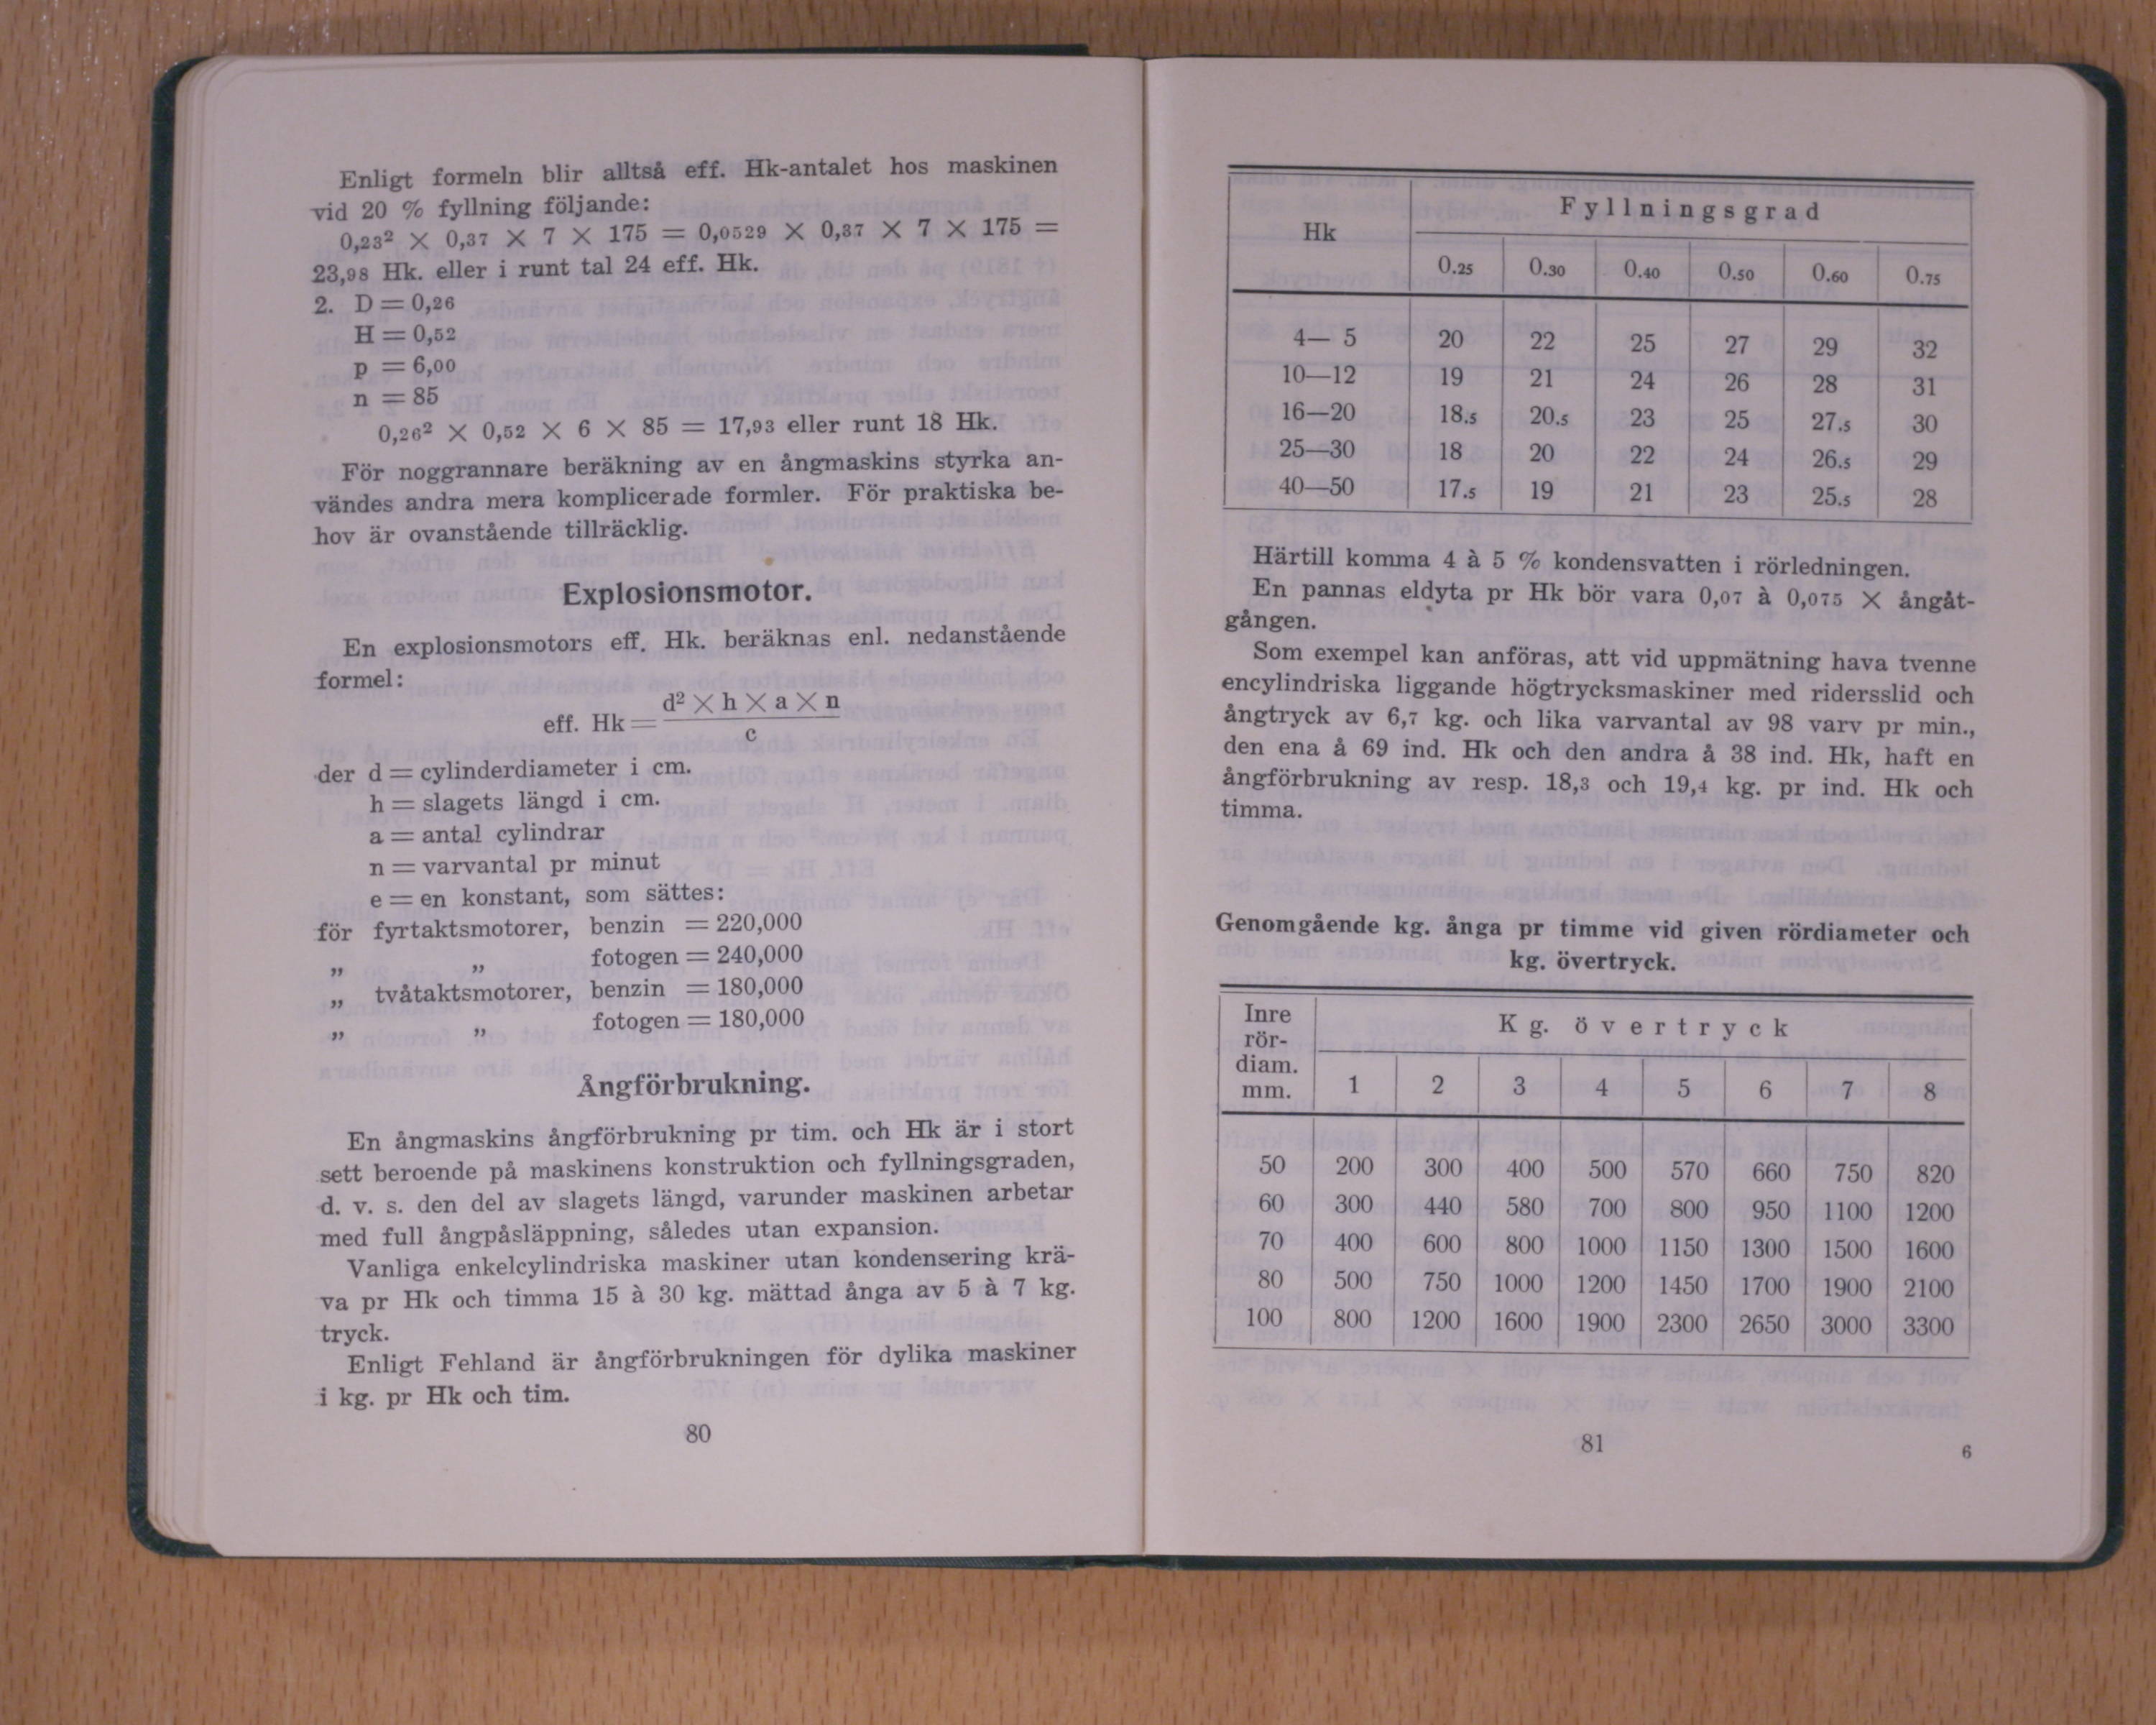 Enligt formeln blir alltså eff. Hk-antalet hos maskinen
vid 20 % fyllning följande:
0,23² × 0,37 × 7 × 175 = 0,0529 × 0,37 × 7 × 175 =
23,98 Hk. eller i runt tal 24 eff. Hk.
2. D = 0,26
H = 0,52
p = 6,00
n = 85
0,26² × 0,52 × 6 × 85 = 17,93 eller runt 18 Hk.
För noggrannare beräkning av en ångmaskins styrka an-
vändes andra mera komplicerade formler. För praktiska be-
hov är ovanstående tillräcklig.
Explosionsmotor.
En explosionsmotors eff. Hk. beräknas enl. nedanstående
formel:
eff. Hk = d² × h × a × n
c
der d = cylinderdiameter i cm.
h = slagets längd i cm.
a = antal cylindrar
n = varvantal pr minut
e = en konstant, som sättes:
för fyrtaktsmotorer, benzin = 220,000
„ „ fotogen = 240,000
„ tvåtaktsmotorer, benzin = 180,000
„ „ fotogen = 180,000
Ångförbrukning.
En ångmaskins ångförbrukning pr tim. och Hk är i stort
sett beroende på maskinens konstruktion och fyllningsgraden,
d. v. s. den del av slagets längd, varunder maskinen arbetar
med full ångpåsläppning, således utan expansion.
Vanliga enkelcylindriska maskiner utan kondensering krä-
va pr Hk och timma 15 à 30 kg. mättad ånga av 5 à 7 kg.
tryck.
Enligt Fehland är ångförbrukningen för dylika maskiner
i kg. pr Hk och tim.
80
Hk Fyllningsgrad
0.25 0.30 0.40 0.50 0.60 0.75
4— 5 20 22 25 27 29 32
10—12 19 21 24 26 28 31
16—20 18.5 20.5 23 25 27.5 30
25—30 18 20 22 24 26.5 29
40—50 17.5 19 21 23 25.5 28
Härtill komma 4 à 5 % kondensvatten i rörledningen.
En pannas eldyta pr Hk bör vara 0,07 à 0,075 × ångåt-
gången.
Som exempel kan anföras, att vid uppmätning hava tvenne
encylindriska liggande högtrycksmaskiner med ridersslid och
ångtryck av 6,7 kg. och lika varvantal av 98 varv pr min.,
den ena å 69 ind. Hk och den andra å 38 ind. Hk, haft en
ångförbrukning av resp. 18,3 och 19,4 kg. pr ind. Hk och
timma.
Genomgående kg. ånga pr timme vid given rördiameter och
kg. övertryck.
Inre
rör-
diam.
mm.
Kg. övertryck
1 2 3 4 5 6 7 8
50 200 300 400 500 570 660 750 820
60 300 440 580 700 800 950 1100 1200
70 400 600 800 1000 1150 1300 1500 1600
80 500 750 1000 1200 1450 1700 1900 2100
100 800 1200 1600 1900 2300 2650 3000 3300
81
6